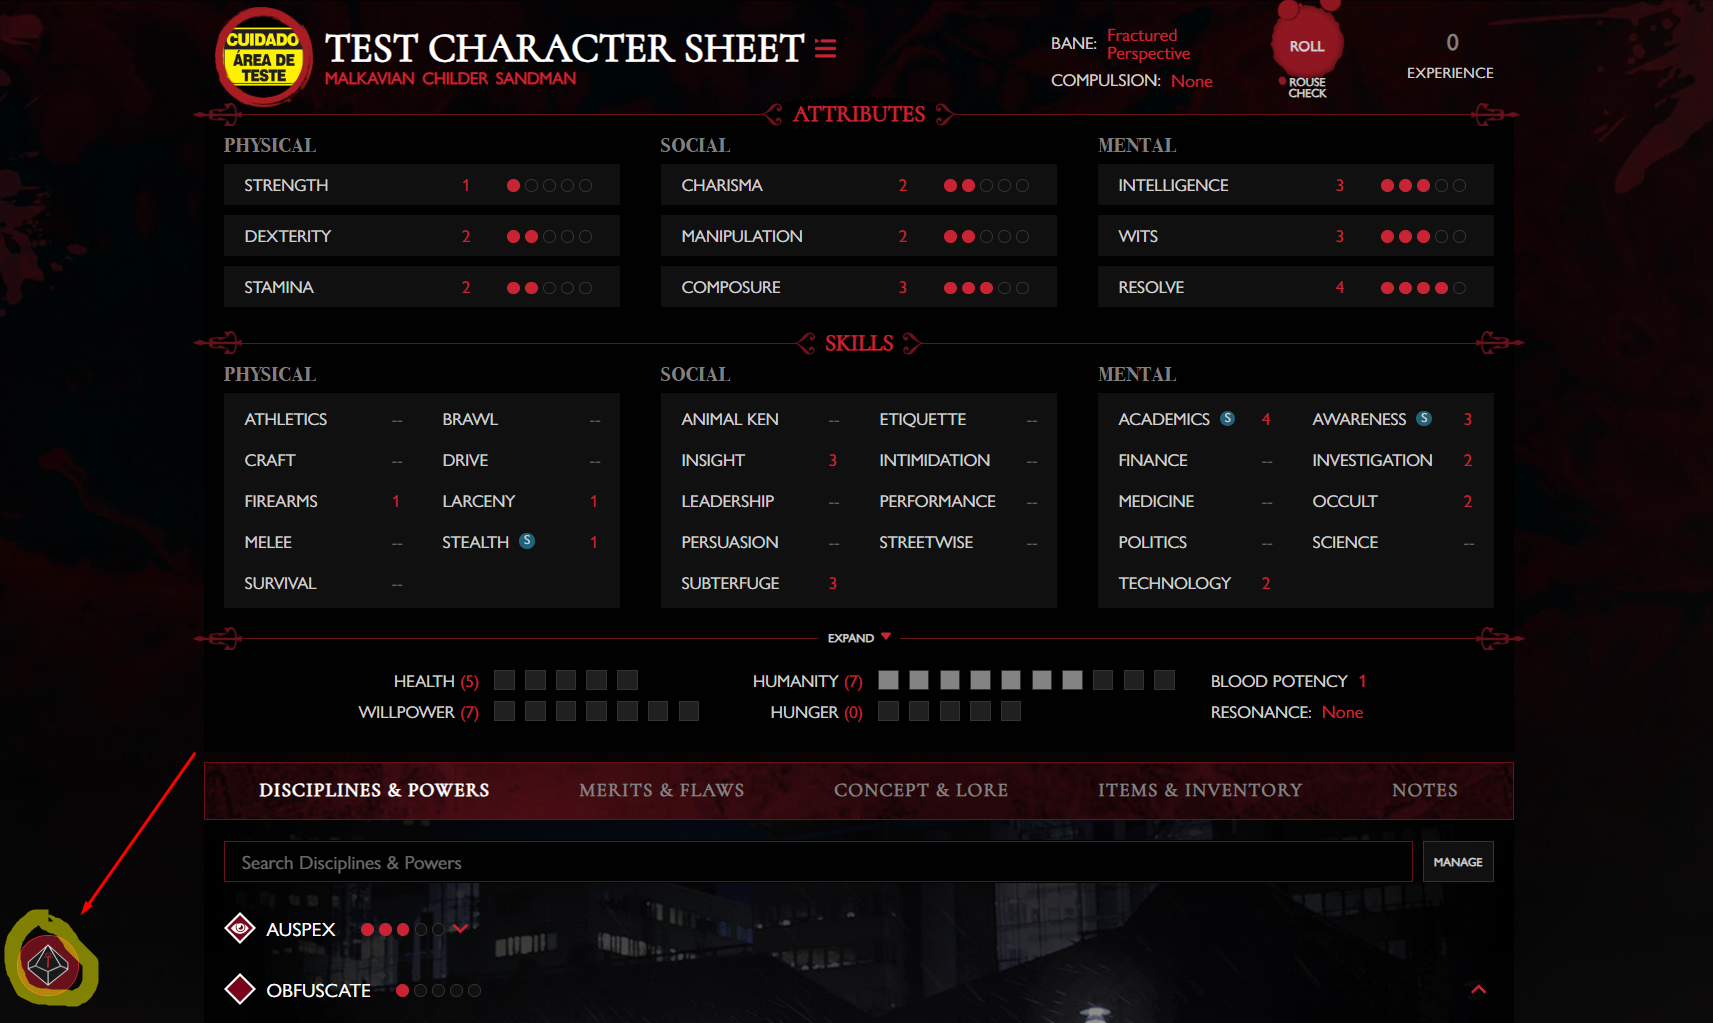 CUIDADO
ÁREA DE
TESTE
TEST CHARACTER SHEET
MALKAVIAN CHILDER SANDMAN
BANE: Fractured
Perspective
COMPULSION: None
ROLL
ROUSE
CHECK
0
EXPERIENCE
ATTRIBUTES
PHYSICAL SOCIAL MENTAL
STRENGTH 1 CHARISMA 2 INTELLIGENCE 3
DEXTERITY 2 MANIPULATION 2 WITS 3
STAMINA 2 COMPOSURE 3 RESOLVE 4
SKILLS
PHYSICAL SOCIAL MENTAL
ATHLETICS -- BRAWL -- ANIMAL KEN -- ETIQUETTE -- ACADEMICS S 4 AWARENESS S 3
CRAFT -- DRIVE -- INSIGHT 3 INTIMIDATION -- FINANCE -- INVESTIGATION 2
FIREARMS 1 LARCENY 1 LEADERSHIP -- PERFORMANCE -- MEDICINE -- OCCULT 2
MELEE -- STEALTH S 1 PERSUASION -- STREETWISE -- POLITICS -- SCIENCE --
SURVIVAL -- SUBTERFUGE 3 TECHNOLOGY 2
EXPAND
HEALTH (5) HUMANITY (7) BLOOD POTENCY 1
WILLPOWER (7) HUNGER (0) RESONANCE: None
DISCIPLINES & POWERS MERITS & FLAWS CONCEPT & LORE ITEMS & INVENTORY NOTES
Search Disciplines & Powers MANAGE
AUSPEX
OBFUSCATE